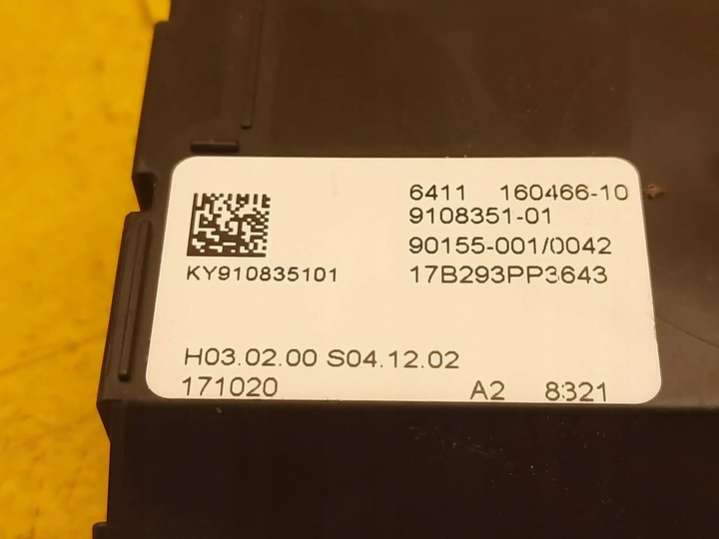 6411 160466-10
9108351-01
90155-001/0042
KY910835101
17B293PP3643
H03.02.00 S04.12.02
171020 A2 8321